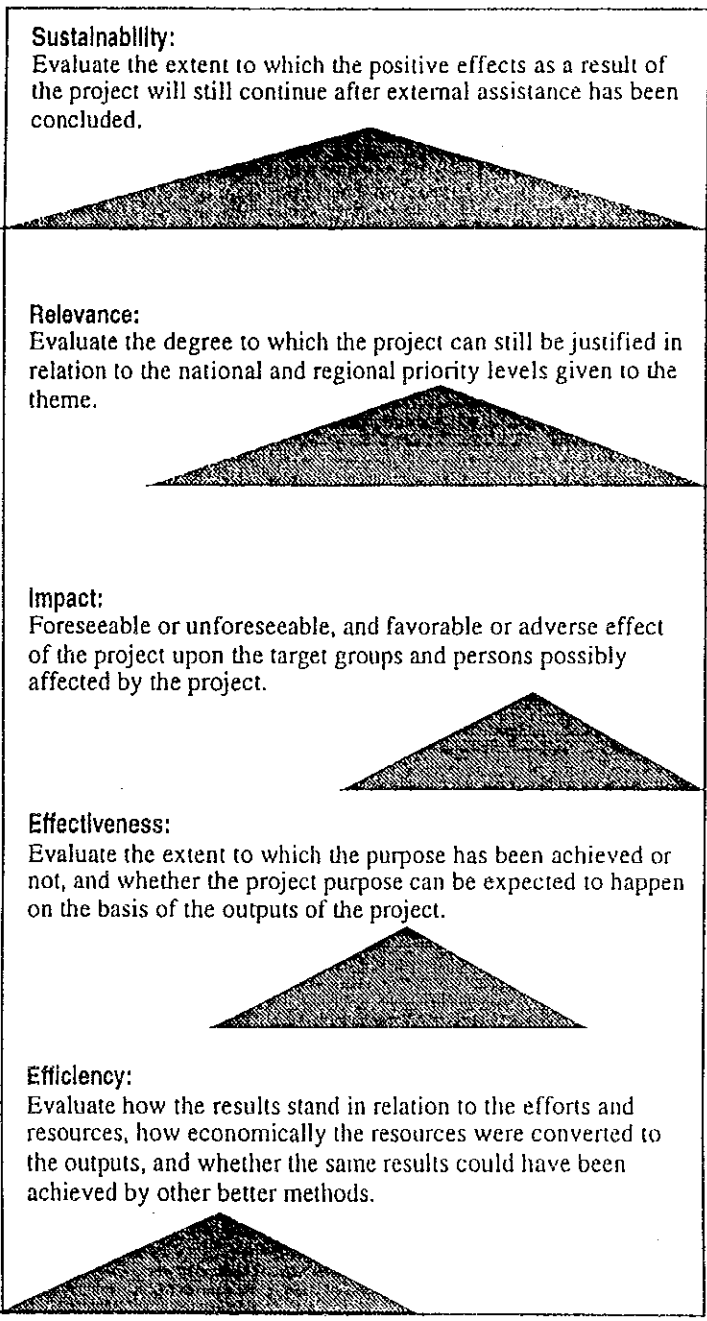 Sustainability:
Evaluate the extent to which the positive effects as a result of
the project will still continue after external assistance has been
concluded.
Relevance:
Evaluate the degree to which the project can still be justified in
relation to the national and regional priority levels given to the
theme.
Impact:
Foreseeable or unforeseeable, and favorable or adverse effect
of the project upon the target groups and persons possibly
affected by the project.
Effectiveness:
Evaluate the extent to which the purpose has been achieved or
not, and whether the project purpose can be expected to happen
on the basis of the outputs of the project.
Efficiency:
Evaluate how the results stand in relation to the efforts and
resources, how economically the resources were converted to
the outputs, and whether the same results could have been
achieved by other better methods.